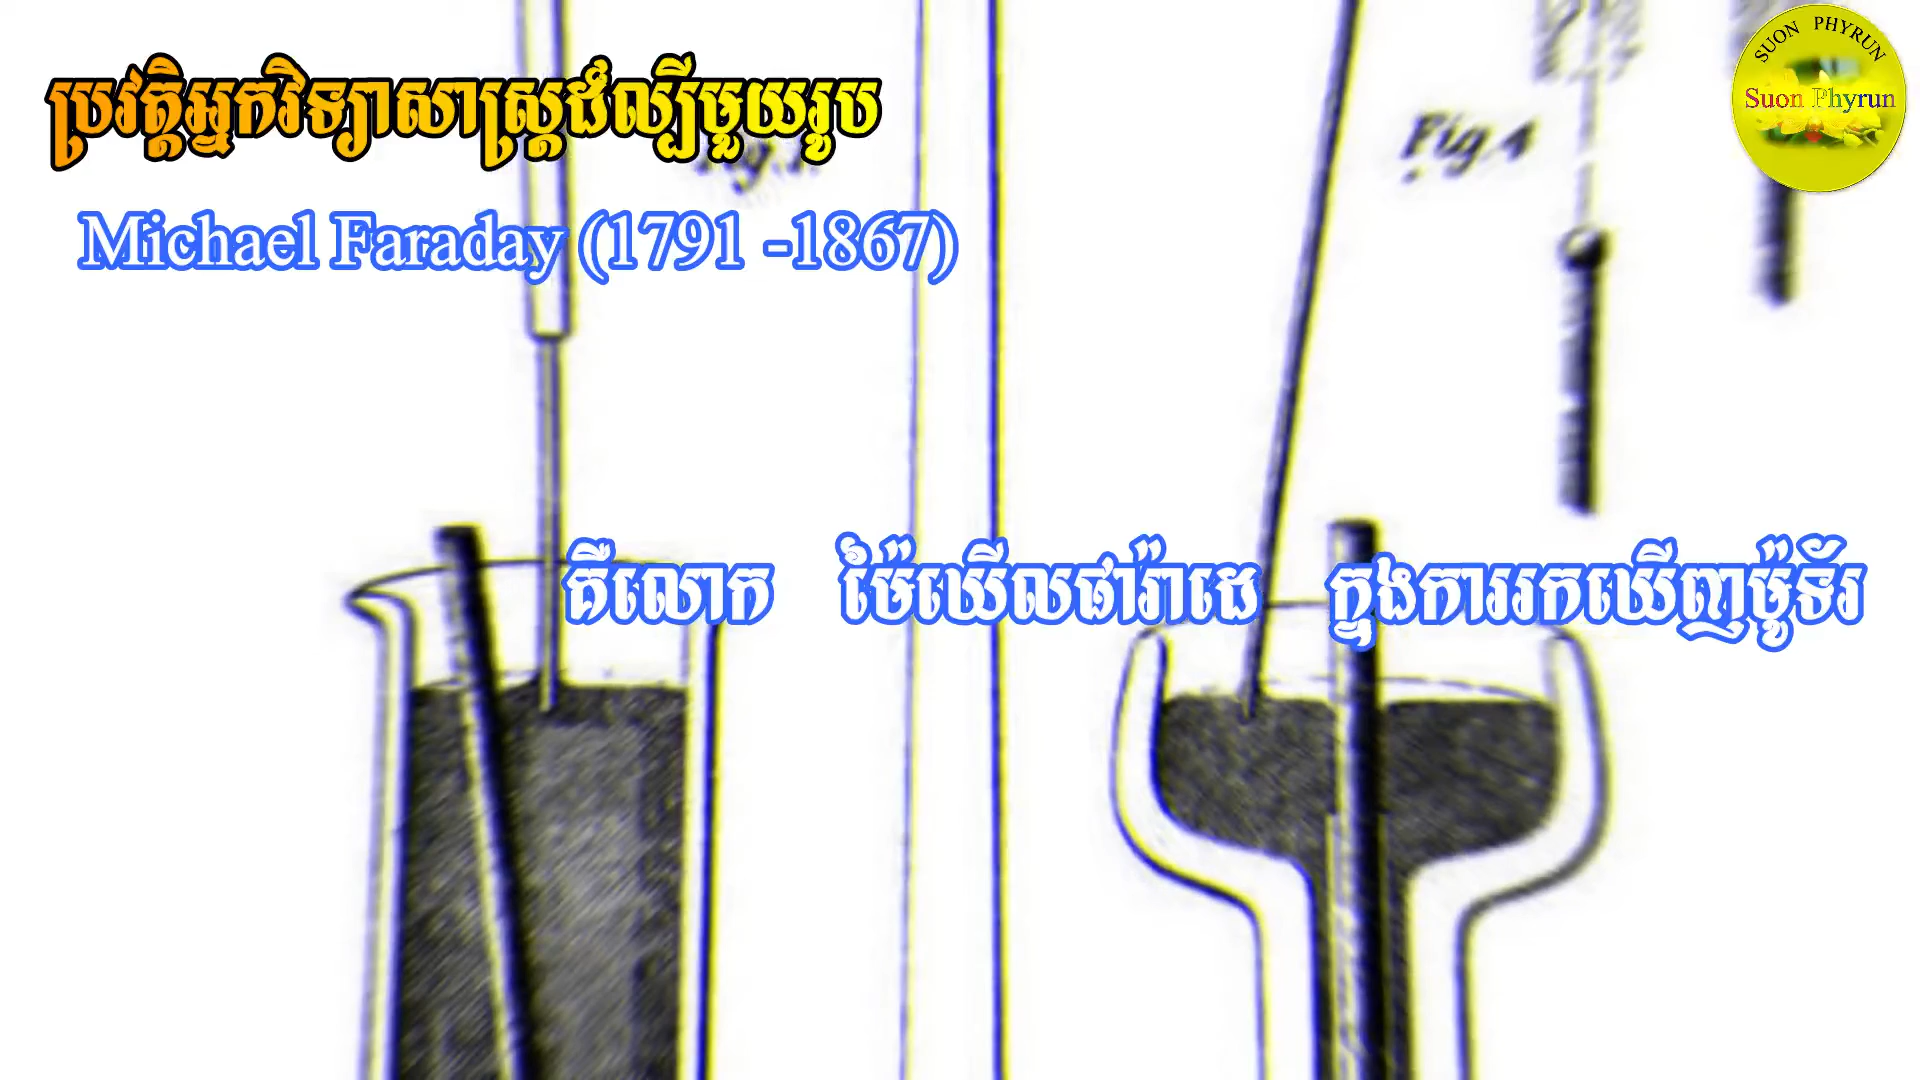 ប្រវត្តិអ្នកវិទ្យាសាស្ត្រដ៏ល្បីមួយរូប
Michael Faraday (1791 -1867)
Fig.4
SUON PHYRUN
Suon Phyrun
គឺលោក ម៉ៃឃើលផារ៉ាដេ ក្នុងការរកឃើញម៉ូទ័រ